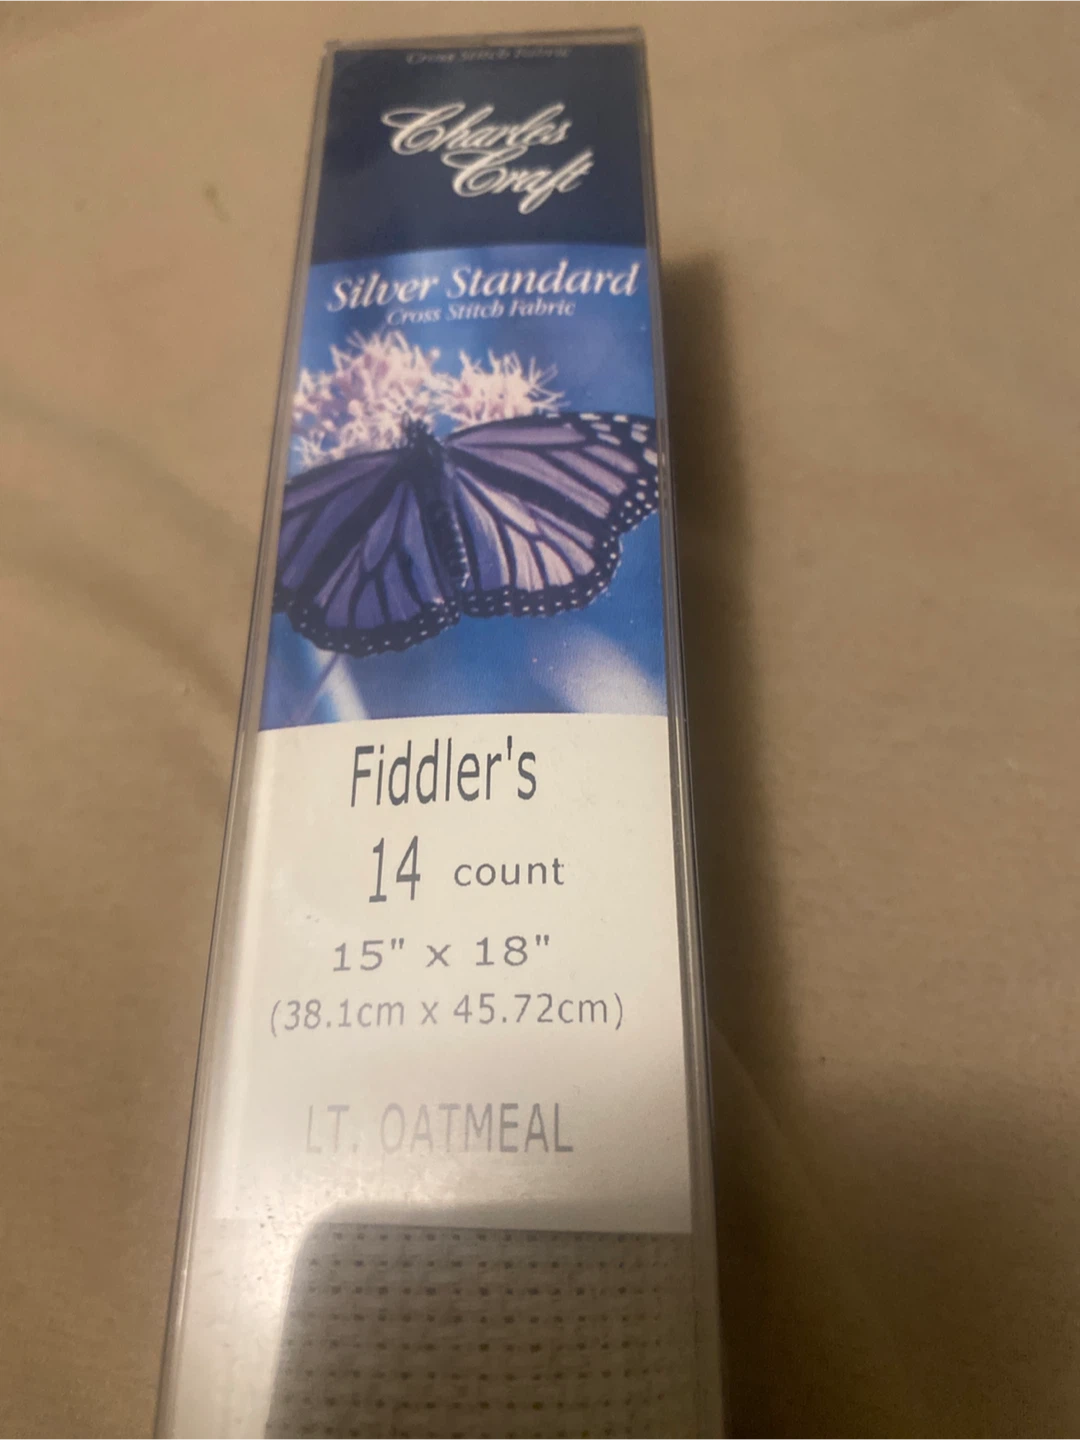 Cross Stitch Fabric
Charles
Craft
Silver Standard
Cross Stitch Fabric
Fiddler's
14 count
15" x 18"
(38.1cm x 45.72cm)
LT. OATMEAL